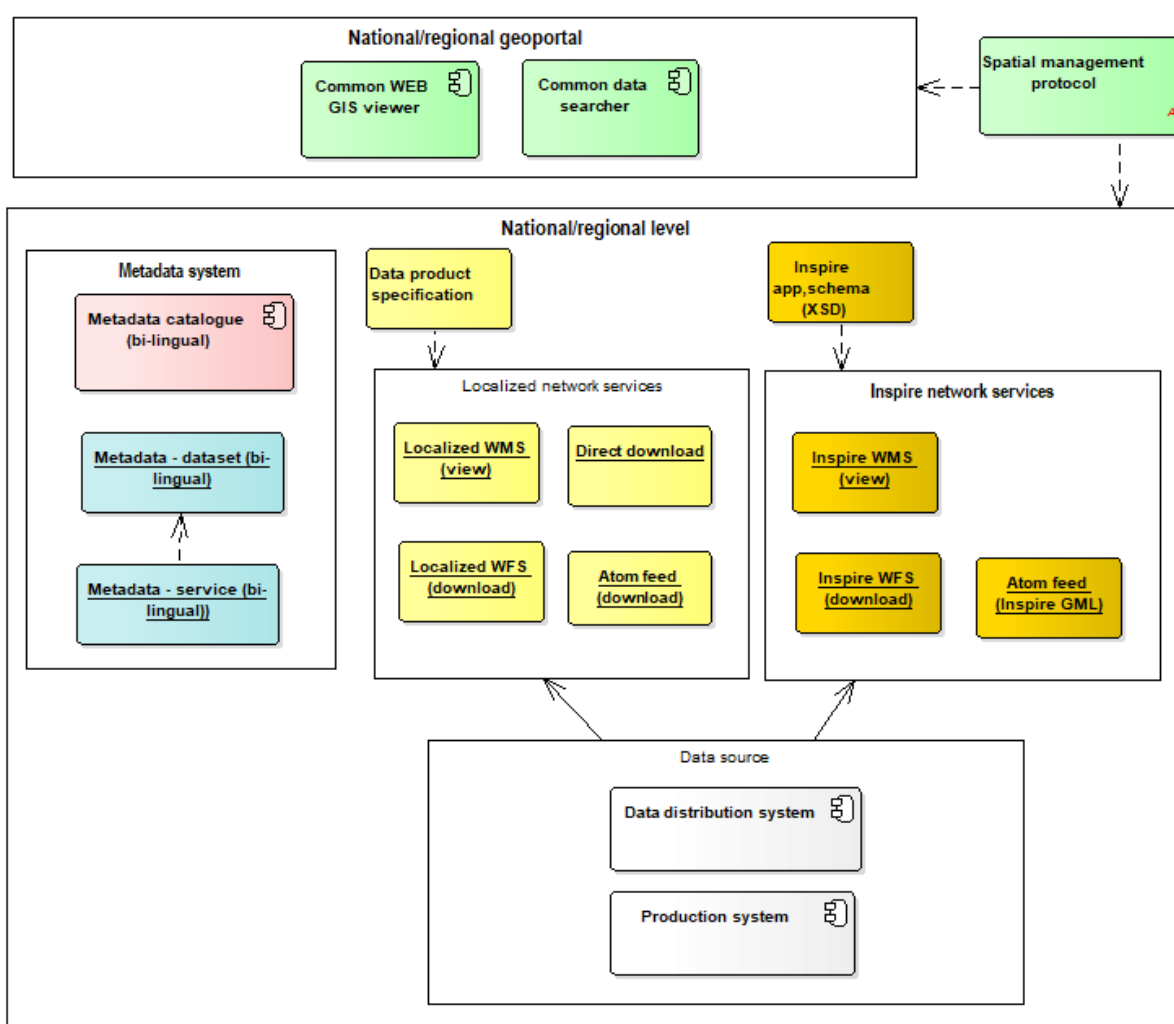 National/regional geoportal
Common WEB
GIS viewer
Common data
searcher
Spatial management
protocol
National/regional level
Metadata system
Metadata catalogue
(bi-lingual)
Metadata - dataset (bi-
lingual)
Metadata - service (bi-
lingual))
Data product
specification
Localized network services
Localized WMS
(view)
Direct download
Localized WFS
(download)
Atom feed
(download)
Inspire
app,schema
(XSD)
Inspire network services
Inspire WMS
(view)
Inspire WFS
(download)
Atom feed
(Inspire GML)
Data source
Data distribution system
Production system